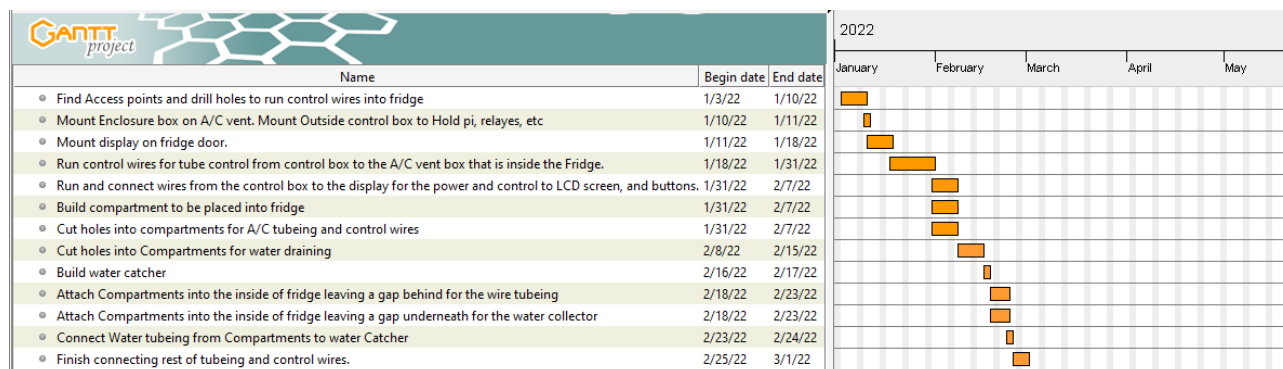 GANTT
project
2022
Name Begin date End date January February March April May
Find Access points and drill holes to run control wires into fridge 1/3/22 1/10/22
Mount Enclosure box on A/C vent. Mount Outside control box to Hold pi, relayes, etc 1/10/22 1/11/22
Mount display on fridge door. 1/11/22 1/18/22
Run control wires for tube control from control box to the A/C vent box that is inside the Fridge. 1/18/22 1/31/22
Run and connect wires from the control box to the display for the power and control to LCD screen, and buttons. 1/31/22 2/7/22
Build compartment to be placed into fridge 1/31/22 2/7/22
Cut holes into compartments for A/C tubeing and control wires 1/31/22 2/7/22
Cut holes into Compartments for water draining 2/8/22 2/15/22
Build water catcher 2/16/22 2/17/22
Attach Compartments into the inside of fridge leaving a gap behind for the wire tubeing 2/18/22 2/23/22
Attach Compartments into the inside of fridge leaving a gap underneath for the water collector 2/18/22 2/23/22
Connect Water tubeing from Compartments to water Catcher 2/23/22 2/24/22
Finish connecting rest of tubeing and control wires. 2/25/22 3/1/22